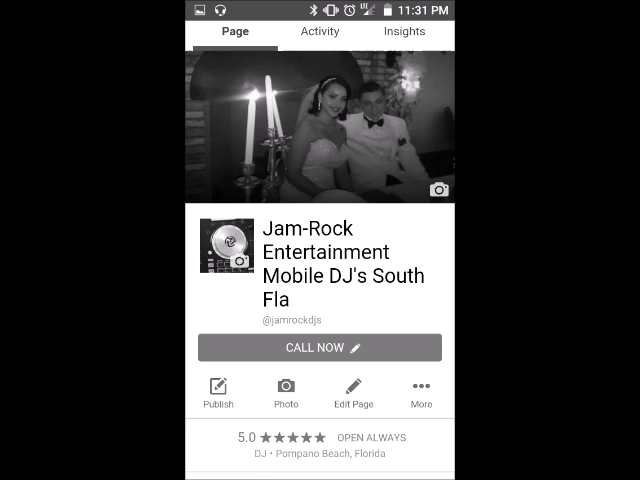 LTE 11:31 PM
Page Activity Insights
Jam-Rock
Entertainment
Mobile DJ's South
Fla
@jamrockdjs
CALL NOW
Publish Photo Edit Page More
5.0 OPEN ALWAYS
DJ • Pompano Beach, Florida